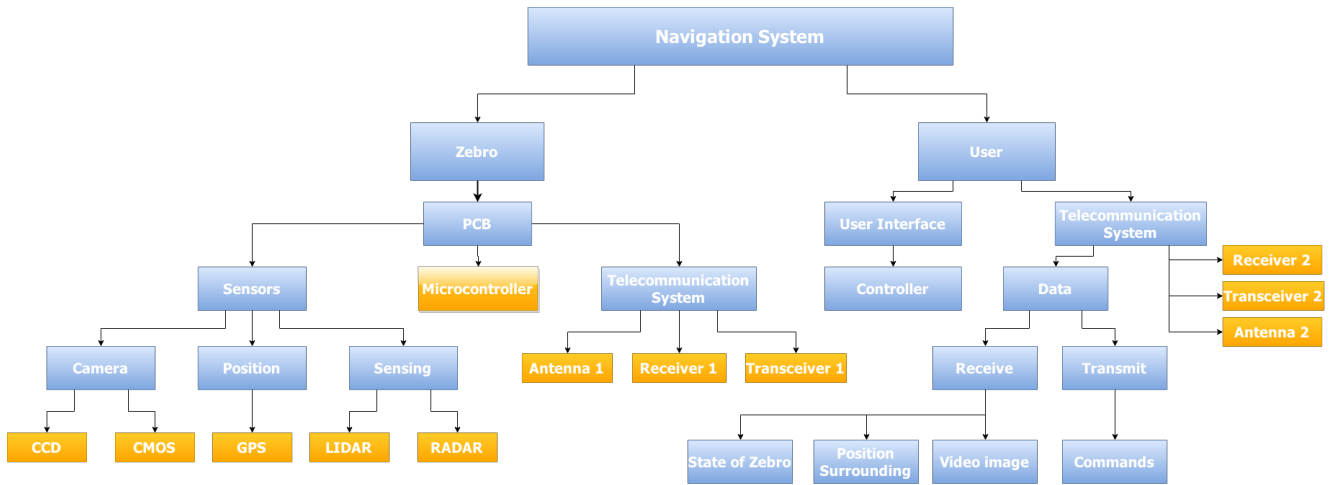 Navigation System
Zebro
User
PCB
User Interface
Telecommunication
System
Receiver 2
Sensors
Microcontroller
Telecommunication
System
Controller
Data
Transceiver 2
Antenna 2
Camera
Position
Sensing
Antenna 1
Receiver 1
Transceiver 1
Receive
Transmit
CCD
CMOS
GPS
LIDAR
RADAR
State of Zebro
Position
Surrounding
Video image
Commands